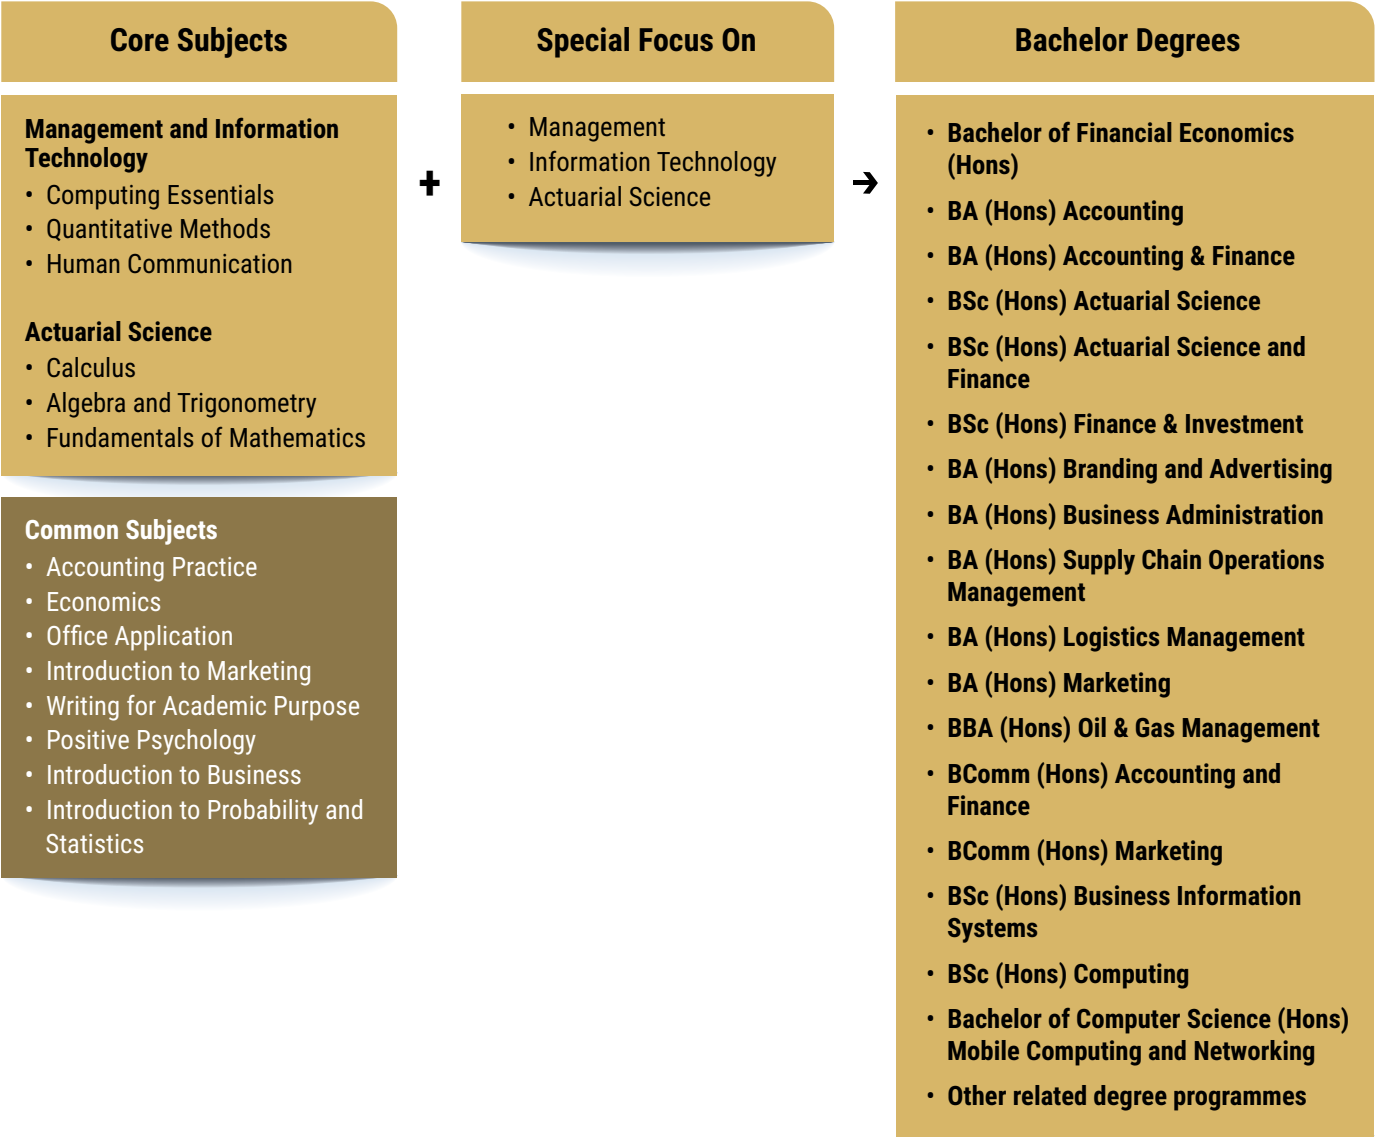 Core Subjects
Management and Information
Technology
• Computing Essentials
• Quantitative Methods
• Human Communication
Actuarial Science
• Calculus
• Algebra and Trigonometry
• Fundamentals of Mathematics
Common Subjects
• Accounting Practice
• Economics
• Office Application
• Introduction to Marketing
• Writing for Academic Purpose
• Positive Psychology
• Introduction to Business
• Introduction to Probability and
Statistics
+
Special Focus On
• Management
• Information Technology
• Actuarial Science
→
Bachelor Degrees
• Bachelor of Financial Economics
(Hons)
• BA (Hons) Accounting
• BA (Hons) Accounting & Finance
• BSc (Hons) Actuarial Science
• BSc (Hons) Actuarial Science and
Finance
• BSc (Hons) Finance & Investment
• BA (Hons) Branding and Advertising
• BA (Hons) Business Administration
• BA (Hons) Supply Chain Operations
Management
• BA (Hons) Logistics Management
• BA (Hons) Marketing
• BBA (Hons) Oil & Gas Management
• BComm (Hons) Accounting and
Finance
• BComm (Hons) Marketing
• BSc (Hons) Business Information
Systems
• BSc (Hons) Computing
• Bachelor of Computer Science (Hons)
Mobile Computing and Networking
• Other related degree programmes